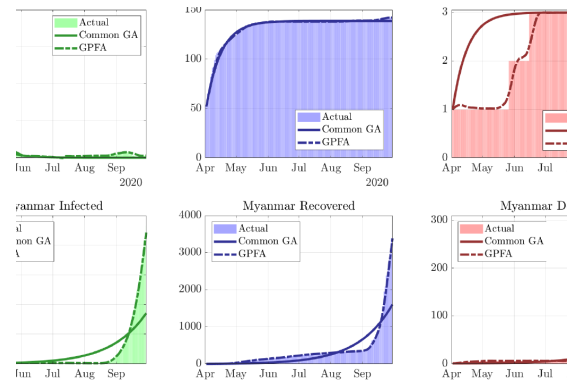 Actual
Common GA
GPFA
Jun Jul Aug Sep
2020
150
100
50
0
Actual
Common GA
GPFA
Apr May Jun Jul Aug Sep
2020
3
2
1
0
Apr May Jun Jul
yanmar Infected
al
on GA
A
Jul Aug Sep
Myanmar Recovered
4000
3000
2000
1000
0
Actual
Common GA
GPFA
Apr May Jun Jul Aug Sep
Myanmar D
300
200
100
0
Actual
Common GA
GPFA
Apr May Jun Jul